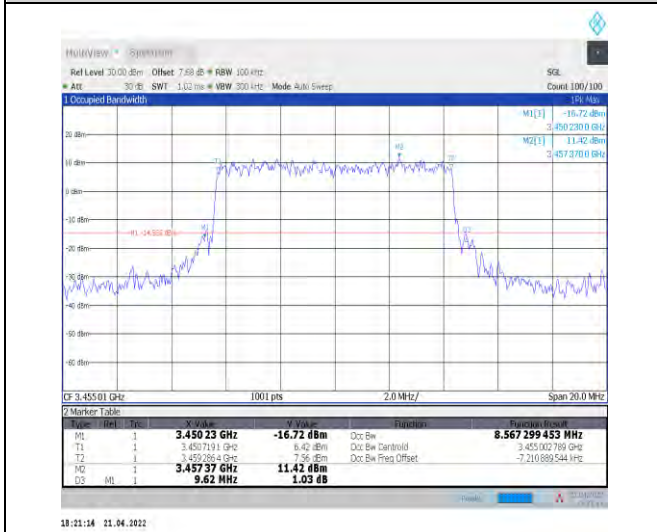 MultiView Spectrum
Ref Level 30.00 dBm Offset 7.68 dB RBW 100 kHz SGL
Att 30 dB SWT 1.02 ms VBW 300 kHz Mode Auto Sweep Count 100/100
1 Occupied Bandwidth 1Pk Max
M1[1] -16.72 dBm
3.4502300 GHz
20 dBm
M2[1] 11.42 dBm
3.4573700 GHz
M2
10 dBm
T1
0 dBm
-10 dBm
M1
H1
-20 dBm
-30 dBm
-40 dBm
-50 dBm
-60 dBm
CF 3.45501 GHz 1001 pts 2.0 MHz/ Span 20.0 MHz
2 Marker Table
Type Ref Trc X-Value Y-Value Function Function Result
M1 1 3.450 23 GHz -16.72 dBm Occ Bw 8.567 299 453 MHz
T1 1 3.4507191 GHz 6.42 dBm Occ Bw Centroid 3.455 002 789 GHz
T2 1 3.4592864 GHz 7.56 dBm Occ Bw Freq Offset -7.210 889 544 kHz
M2 1 3.457 37 GHz 11.42 dBm
D3 M1 1 9.62 MHz 1.03 dB
18:21:14 21.04.2022